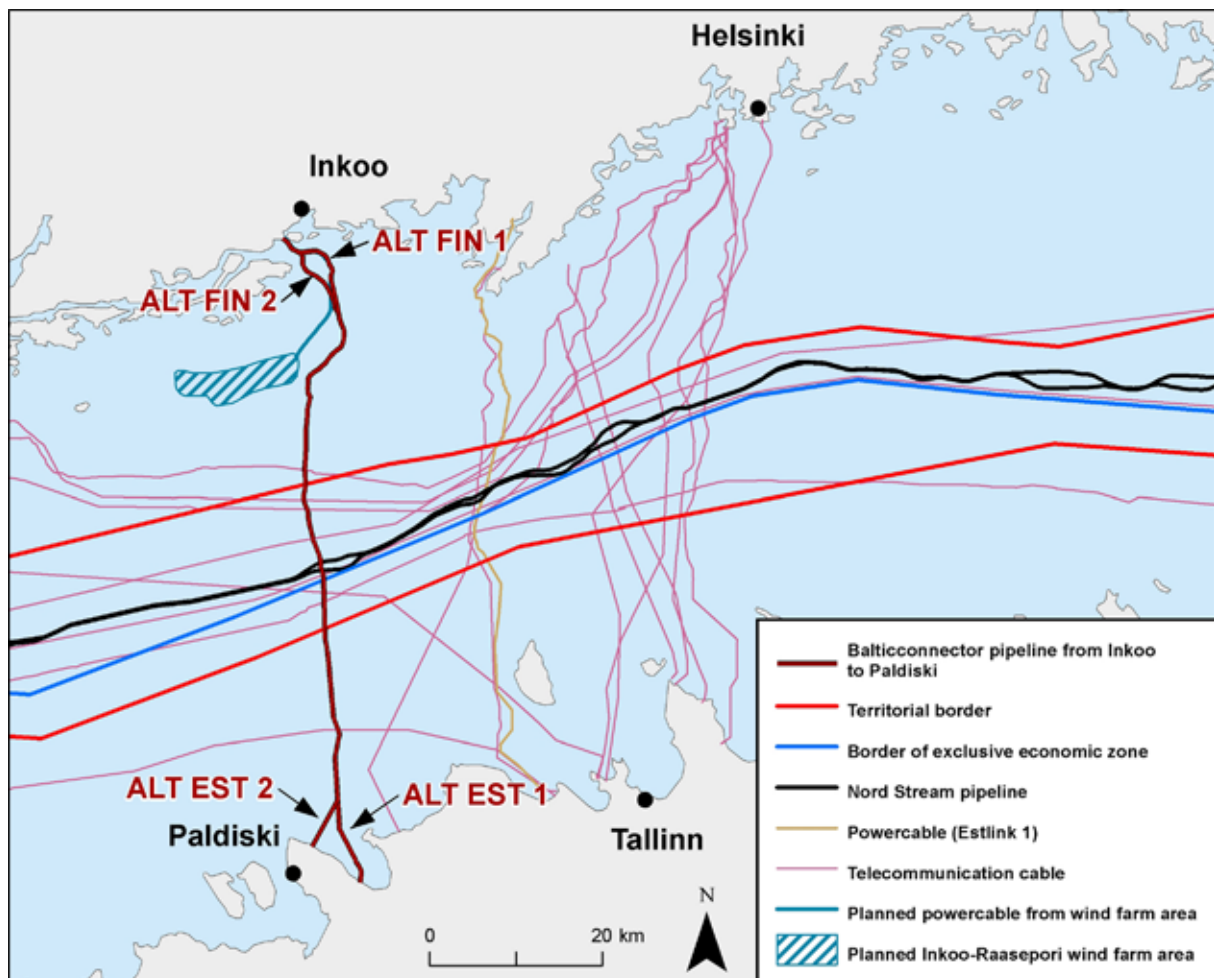 Helsinki
Inkoo
ALT FIN 1
ALT FIN 2
ALT EST 2
ALT EST 1
Paldiski
Tallinn
N
0 20 km
Balticconnector pipeline from Inkoo
to Paldiski
Territorial border
Border of exclusive economic zone
Nord Stream pipeline
Powercable (Estlink 1)
Telecommunication cable
Planned powercable from wind farm area
Planned Inkoo-Raasepori wind farm area